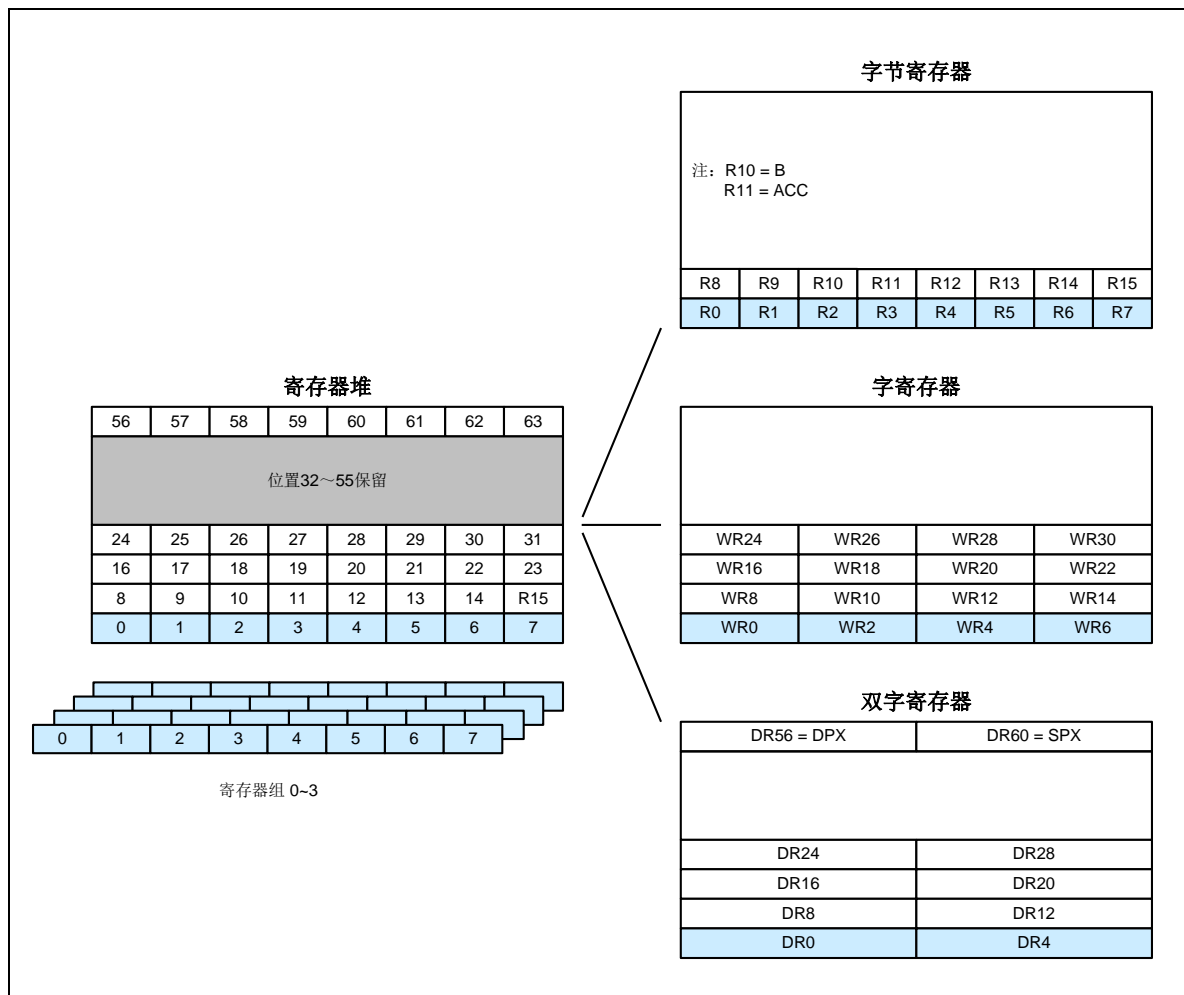 字节寄存器
注：R10 = B
R11 = ACC
R8 R9 R10 R11 R12 R13 R14 R15
R0 R1 R2 R3 R4 R5 R6 R7
寄存器堆
56 57 58 59 60 61 62 63
位置32～55保留
24 25 26 27 28 29 30 31
16 17 18 19 20 21 22 23
8 9 10 11 12 13 14 R15
0 1 2 3 4 5 6 7
0 1 2 3 4 5 6 7
寄存器组 0~3
字寄存器
WR24 WR26 WR28 WR30
WR16 WR18 WR20 WR22
WR8 WR10 WR12 WR14
WR0 WR2 WR4 WR6
双字寄存器
DR56 = DPX DR60 = SPX
DR24 DR28
DR16 DR20
DR8 DR12
DR0 DR4